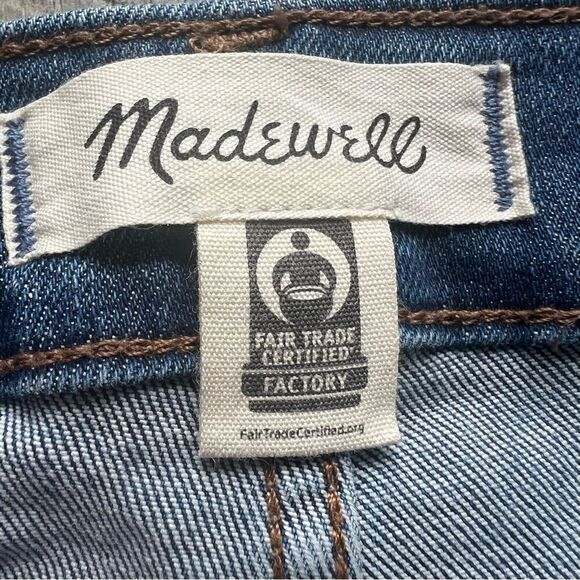 Madewell
FAIR TRADE
CERTIFIED
FACTORY
FairTradeCertified.org